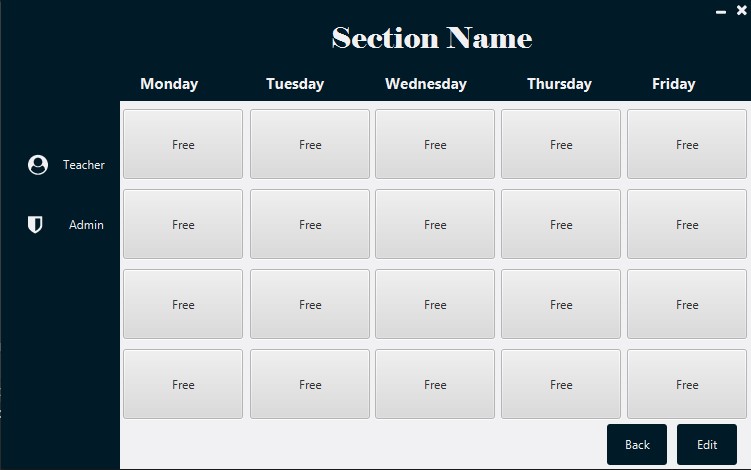 Section Name
Monday Tuesday Wednesday Thursday Friday
Teacher
Admin
Free Free Free Free Free
Free Free Free Free Free
Free Free Free Free Free
Free Free Free Free Free
Back Edit